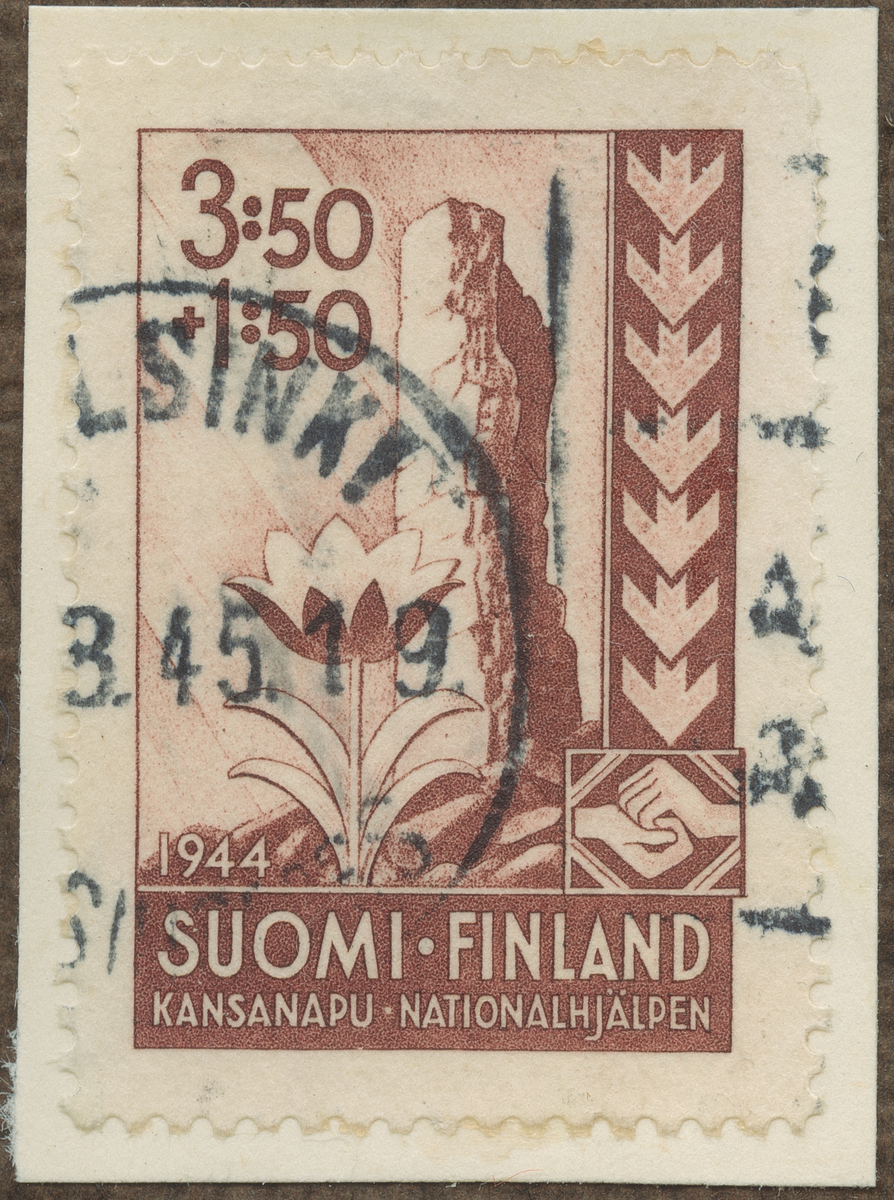 3:50
+1:50
LSINKI
3.45.19.
1944
SUOMI·FINLAND
KANSANAPU·NATIONALHJÄLPEN